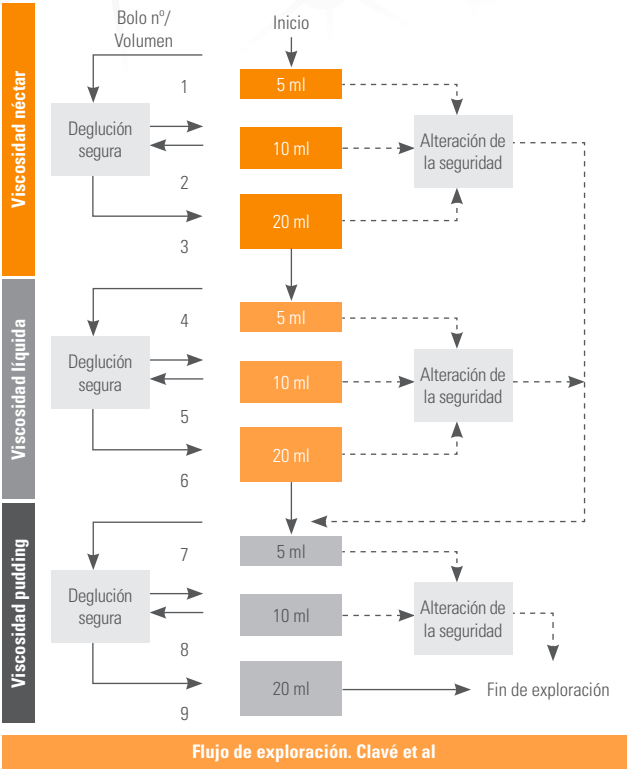 Bolo nº/
Volumen
Inicio
Viscosidad néctar
1
5 ml
Deglución
segura
10 ml
Alteración de
la seguridad
2
20 ml
3
Viscosidad líquida
4
5 ml
Deglución
segura
10 ml
Alteración de
la seguridad
5
20 ml
6
Viscosidad pudding
7
5 ml
Deglución
segura
10 ml
Alteración de
la seguridad
8
20 ml
Fin de exploración
9
Flujo de exploración. Clavé et al